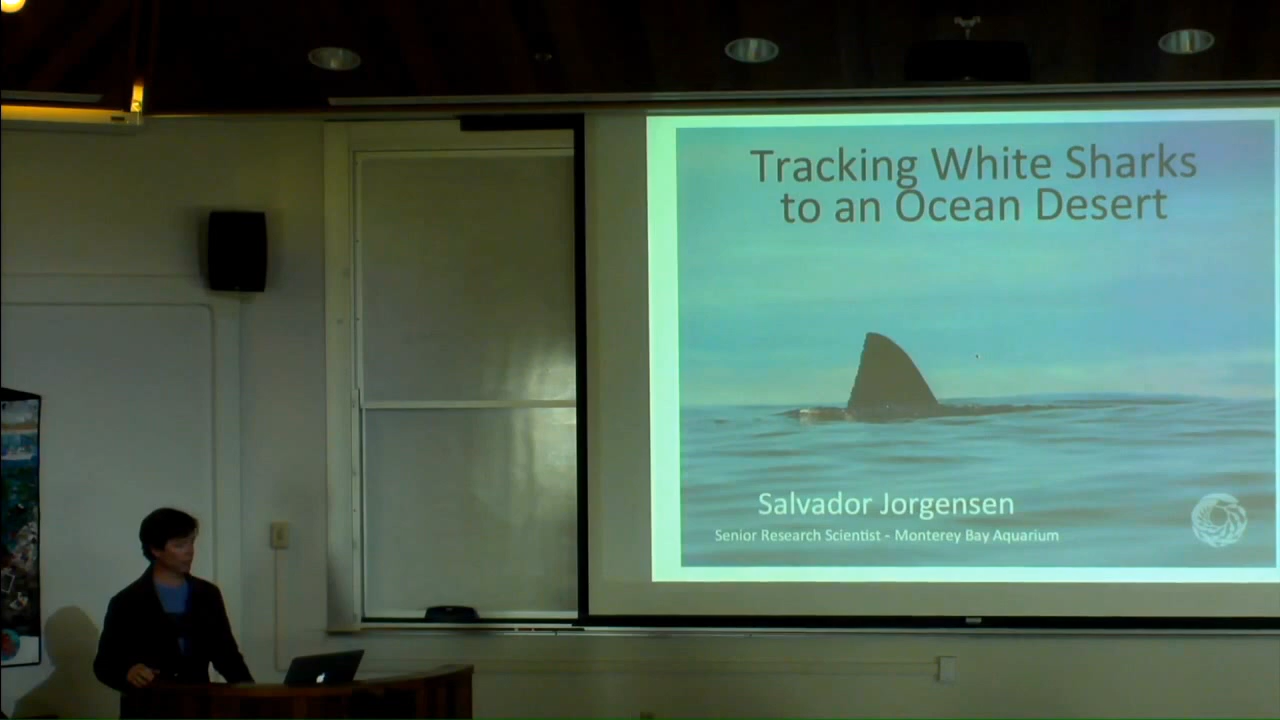 Tracking White Sharks
to an Ocean Desert
Salvador Jorgensen
Senior Research Scientist - Monterey Bay Aquarium